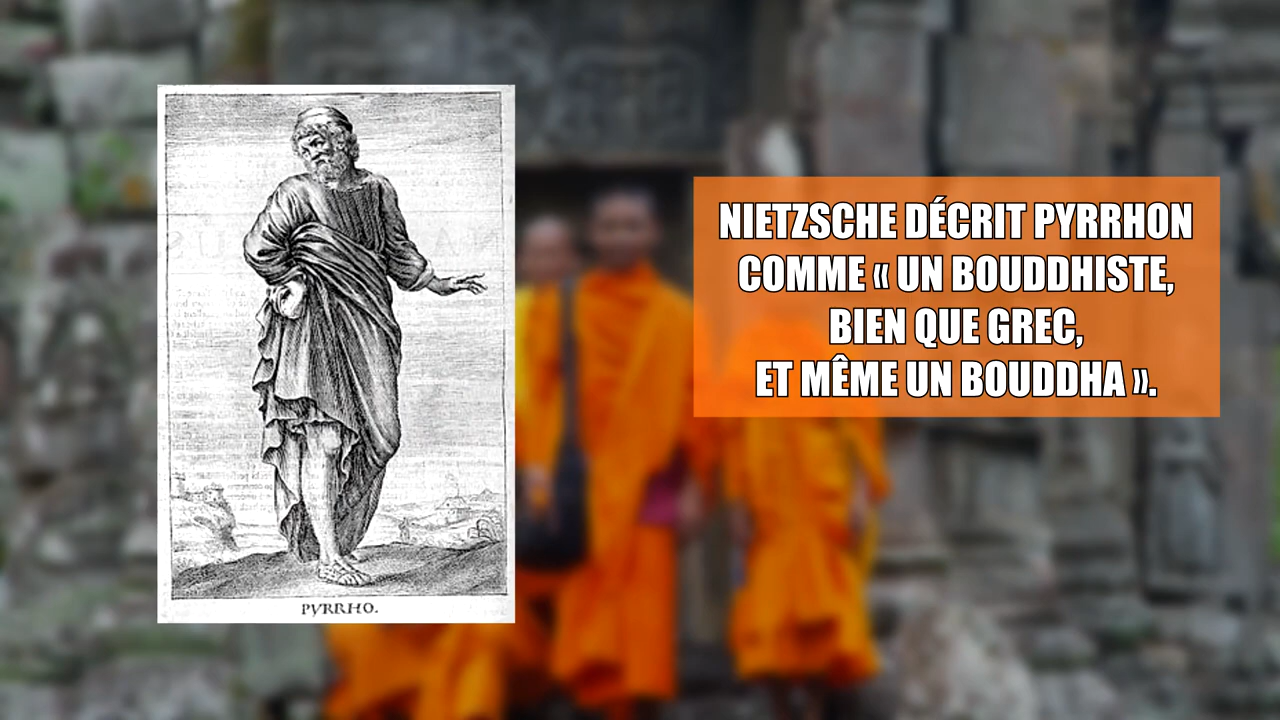 PYRRHO.
NIETZSCHE DÉCRIT PYRRHON
COMME « UN BOUDDHISTE,
BIEN QUE GREC,
ET MÊME UN BOUDDHA ».